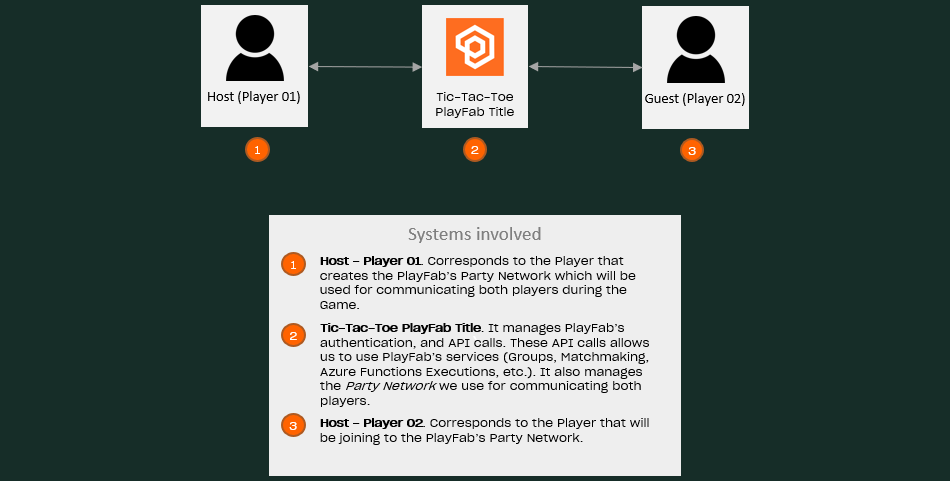 Host (Player 01)
Tic-Tac-Toe
PlayFab Title
Guest (Player 02)
1
2
3
Systems involved
1
Host – Player 01. Corresponds to the Player that
creates the PlayFab's Party Network which will be
used for communicating both players during the
Game.
2
Tic-Tac-Toe PlayFab Title. It manages PlayFab's
authentication, and API calls. These API calls allows
us to use PlayFab's services (Groups, Matchmaking,
Azure Functions Executions, etc.). It also manages
the Party Network we use for communicating both
players.
3
Host – Player 02. Corresponds to the Player that will
be joining to the PlayFab's Party Network.